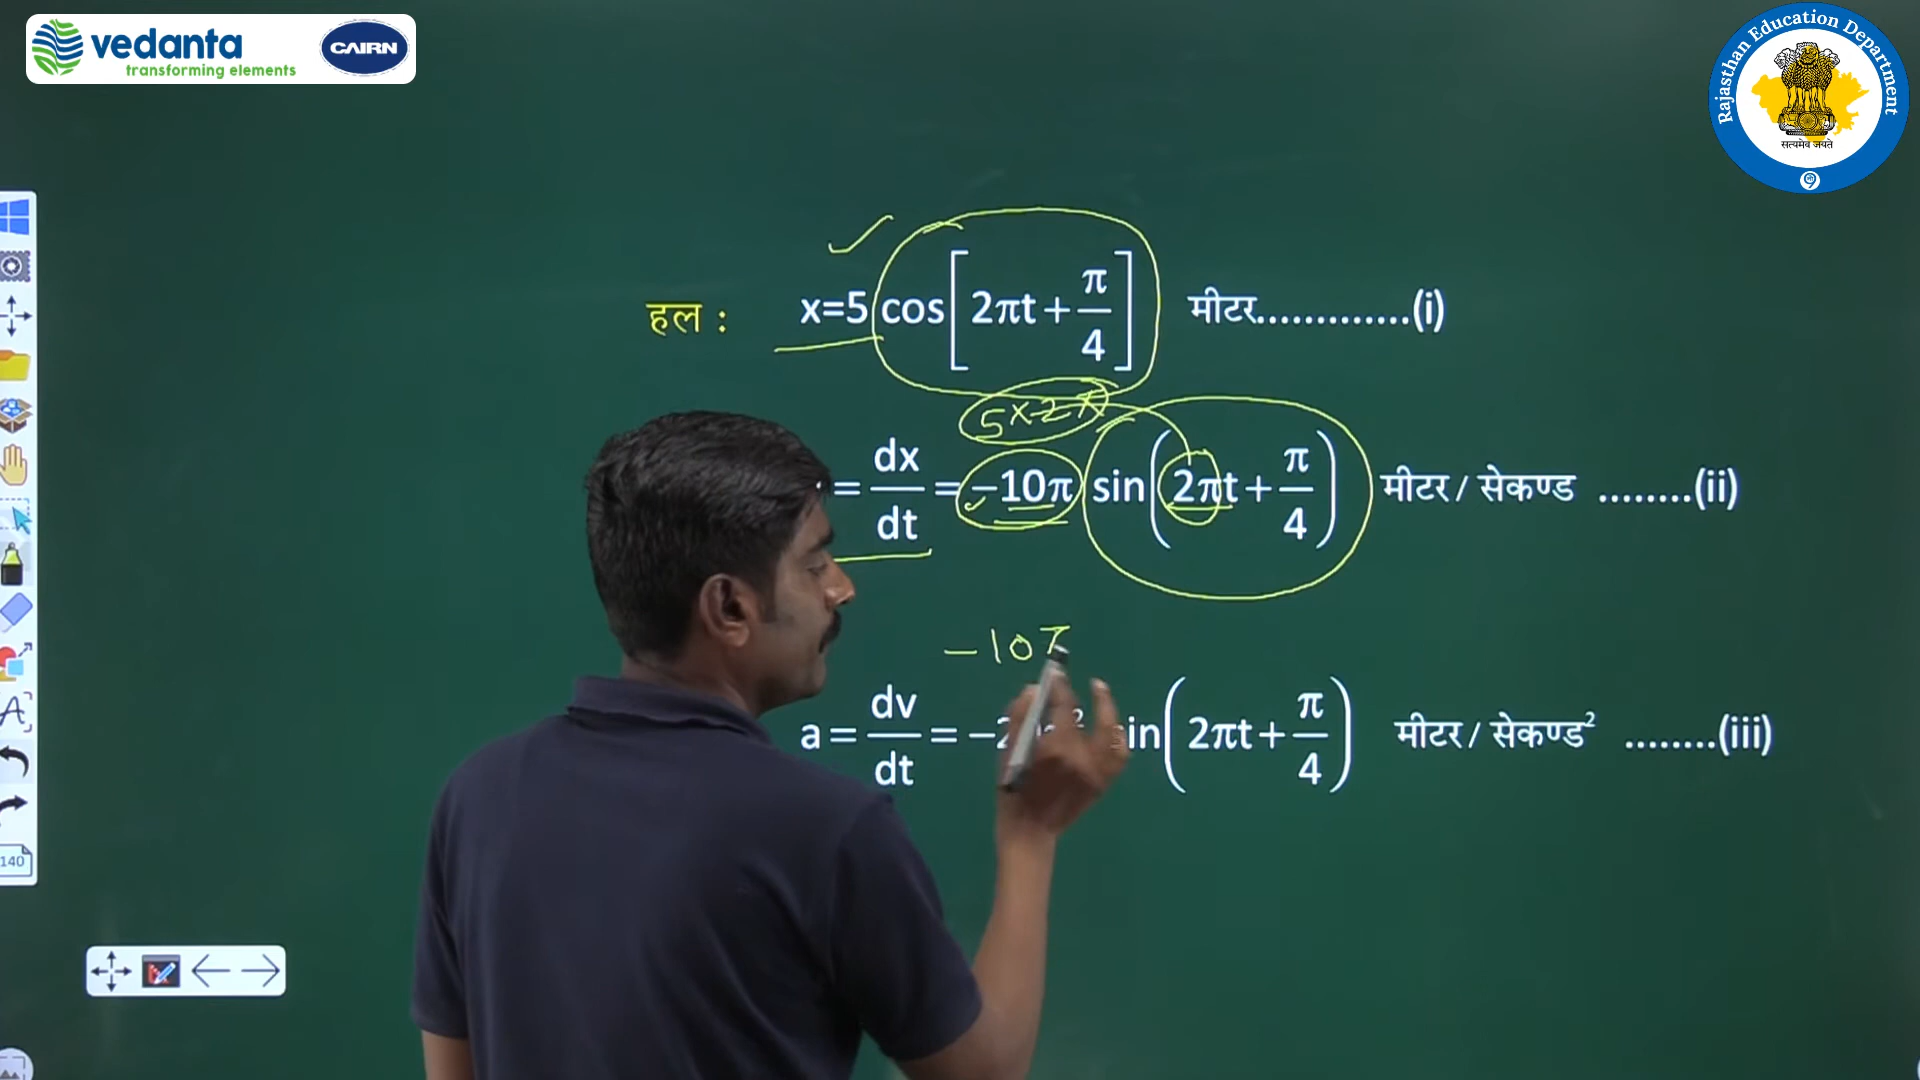 vedanta
transforming elements
CAIRN
Rajasthan Education Department
सत्यमेव जयते
हल : x=5 cos[2πt+π/4] मीटर.............(i)
5×2π
=dx/dt=-10π sin(2πt+π/4) मीटर / सेकण्ड ........(ii)
-10π
a=dv/dt=-2 (2πt+π/4) मीटर / सेकण्ड² ........(iii)
140